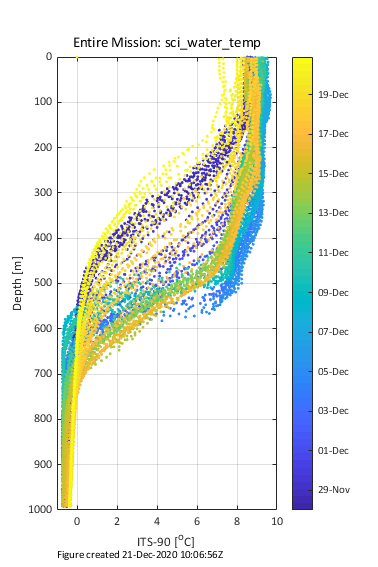 Entire Mission: sci_water_temp
0
100
200
300
400
500
600
700
800
900
1000
Depth [m]
0 2 4 6 8 10
ITS-90 [°C]
Figure created 21-Dec-2020 10:06:56Z
19-Dec
17-Dec
15-Dec
13-Dec
11-Dec
09-Dec
07-Dec
05-Dec
03-Dec
01-Dec
29-Nov